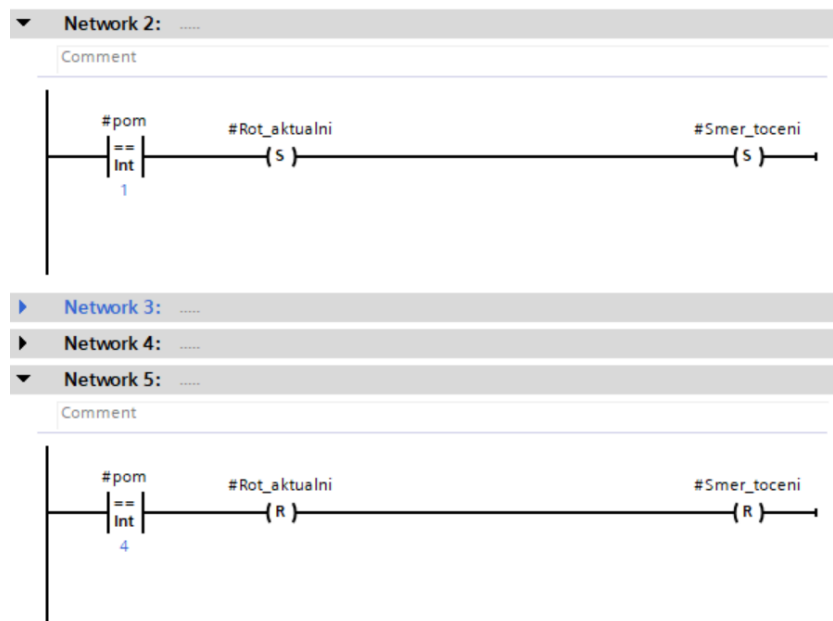 Network 2: .....
Comment
#pom
#Rot_aktualni
#Smer_toceni
==
Int
S
S
1
Network 3: .....
Network 4: .....
Network 5: .....
Comment
#pom
#Rot_aktualni
#Smer_toceni
==
Int
R
R
4